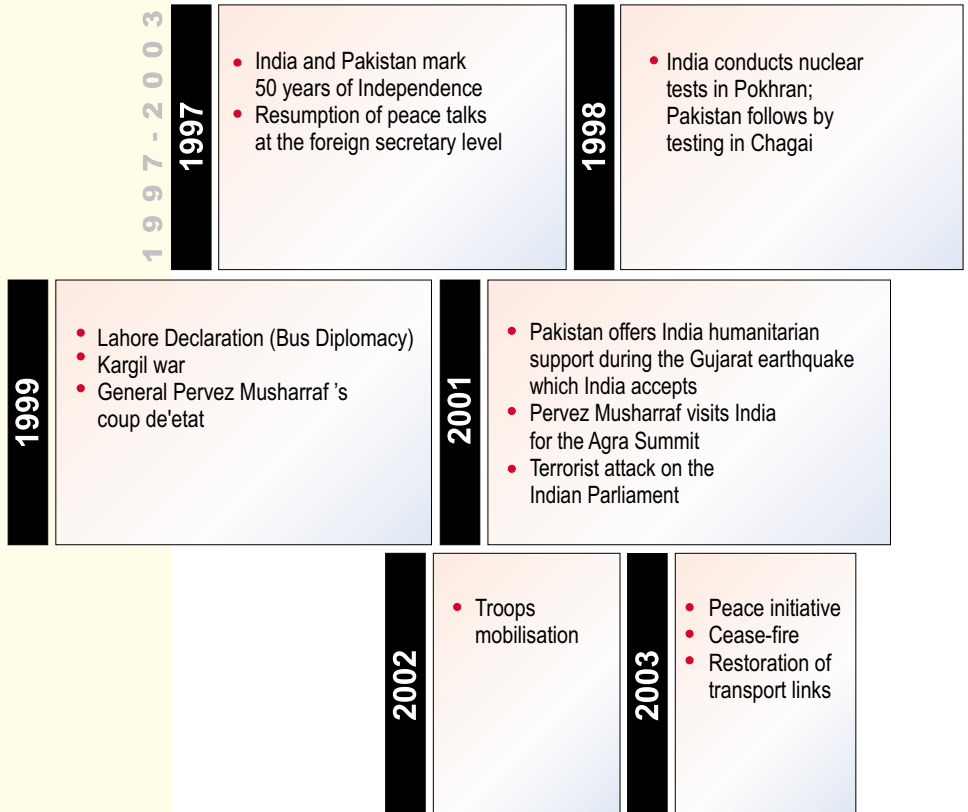 1997-2003
1997
• India and Pakistan mark
50 years of Independence
• Resumption of peace talks
at the foreign secretary level
1998
• India conducts nuclear
tests in Pokhran;
Pakistan follows by
testing in Chagai
1999
• Lahore Declaration (Bus Diplomacy)
• Kargil war
• General Pervez Musharraf 's
coup de'etat
2001
• Pakistan offers India humanitarian
support during the Gujarat earthquake
which India accepts
• Pervez Musharraf visits India
for the Agra Summit
• Terrorist attack on the
Indian Parliament
2002
• Troops
mobilisation
2003
• Peace initiative
• Cease-fire
• Restoration of
transport links